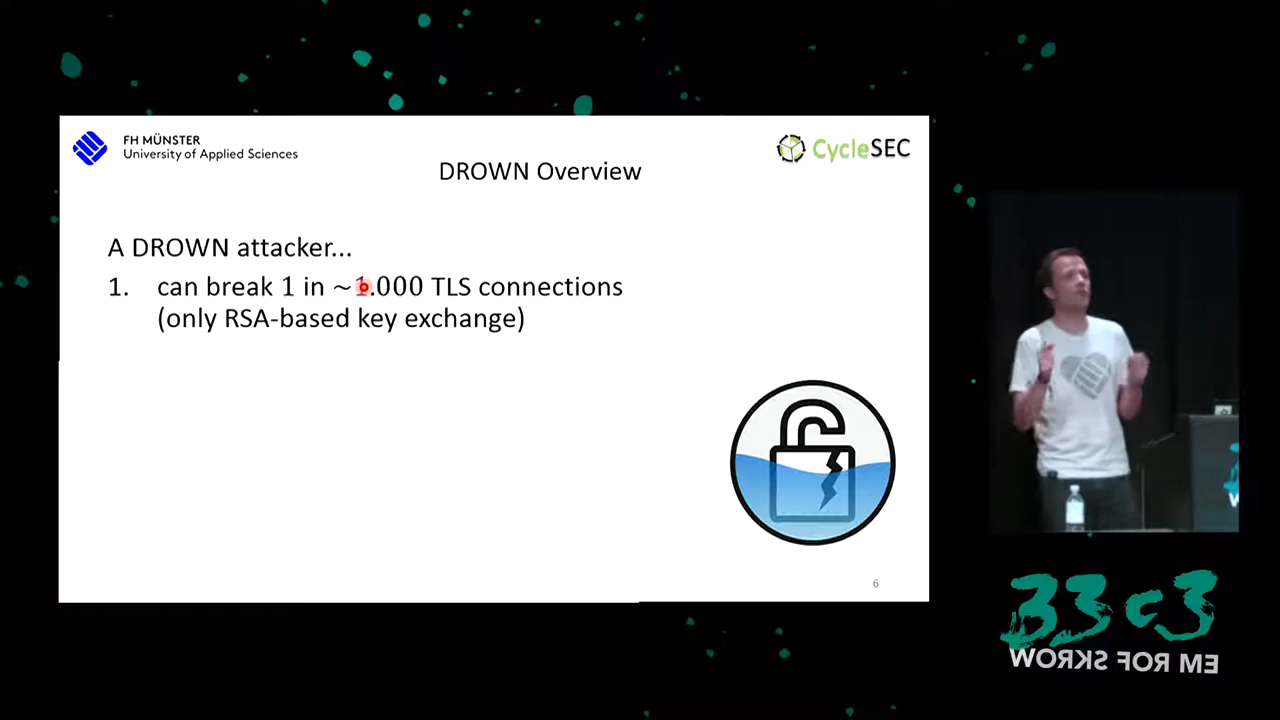 FH MÜNSTER
University of Applied Sciences
CycleSEC
DROWN Overview
A DROWN attacker...
1. can break 1 in ~1.000 TLS connections
(only RSA-based key exchange)
6
33c3
WORKS FOR ME